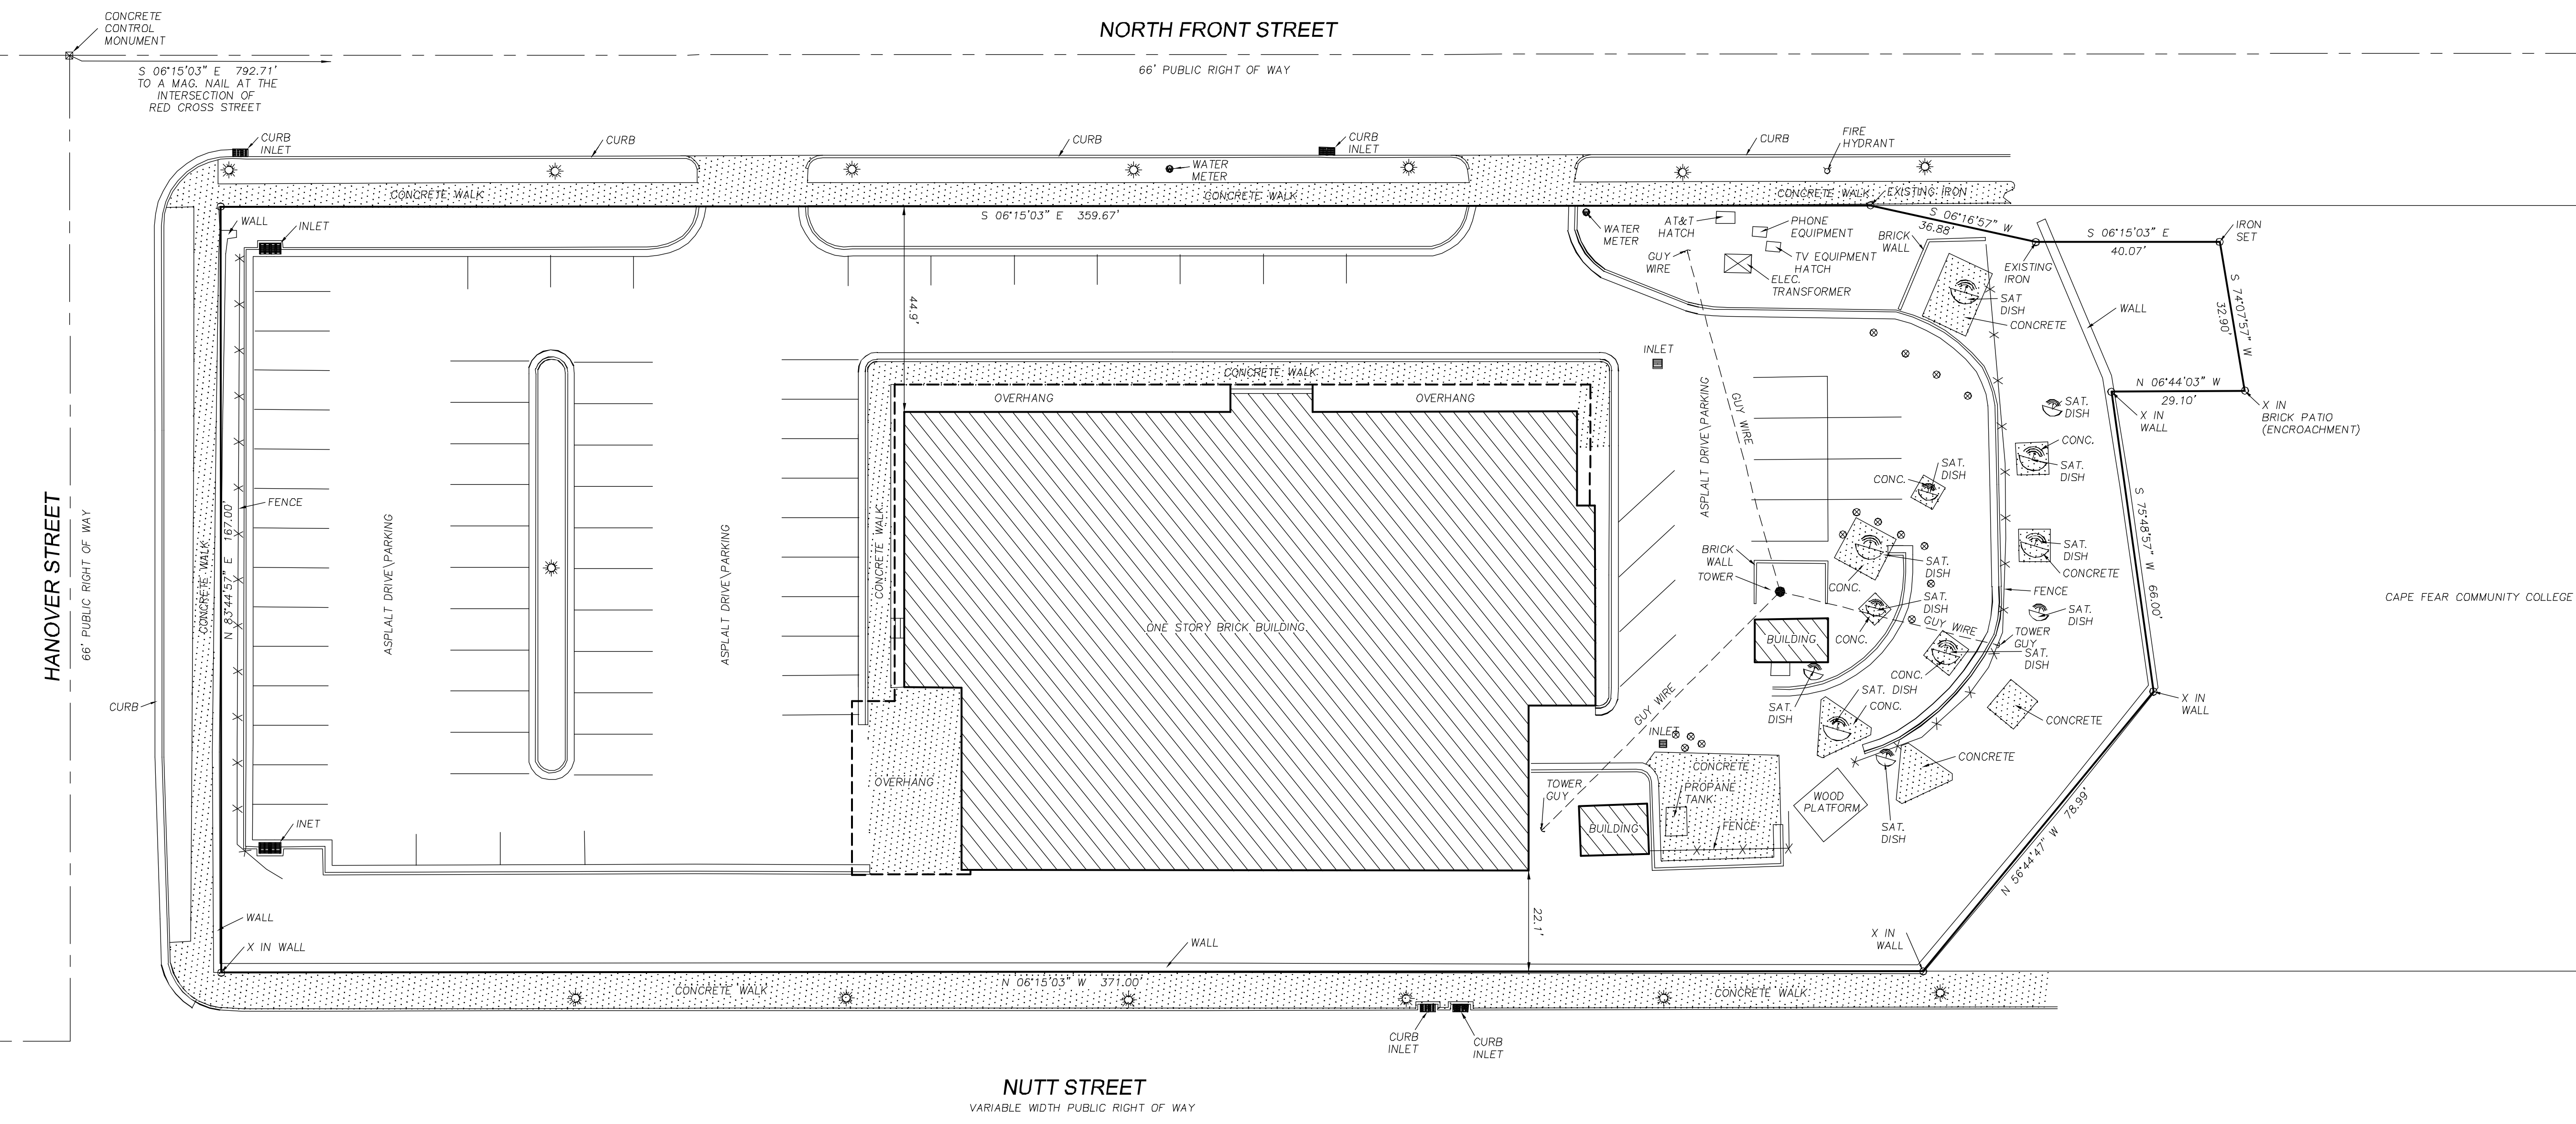 CONCRETE
CONTROL
MONUMENT
NORTH FRONT STREET
66' PUBLIC RIGHT OF WAY
S 06°15'03" E 792.71'
TO A MAG. NAIL AT THE
INTERSECTION OF
RED CROSS STREET
CURB
INLET
CURB
CURB
CURB
INLET
CURB
FIRE
HYDRANT
WATER
METER
CONCRETE WALK
CONCRETE WALK
CONCRETE WALK
EXISTING IRON
S 06°15'03" E 359.67'
WALL
INLET
WATER
METER
AT&T
HATCH
PHONE
EQUIPMENT
GUY
WIRE
TV EQUIPMENT
HATCH
ELEC.
TRANSFORMER
BRICK
WALL
S 06°16'57" W
36.88'
EXISTING
IRON
S 06°15'03" E
40.07'
IRON
SET
SAT
DISH
CONCRETE
WALL
S 74°07'57" W
32.90'
44.9'
INLET
CONCRETE WALK
OVERHANG
OVERHANG
ASPLALT DRIVE\PARKING
GUY WIRE
N 06°44'03" W
29.10'
X IN
WALL
X IN
BRICK PATIO
(ENCROACHMENT)
SAT.
DISH
CONC.
SAT.
DISH
SAT.
DISH
CONC.
FENCE
HANOVER STREET
66' PUBLIC RIGHT OF WAY
CONCRETE WALK
N 83°44'57" E 167.00'
ASPLALT DRIVE\PARKING
ASPLALT DRIVE\PARKING
CONCRETE WALK
ONE STORY BRICK BUILDING
BRICK
WALL
TOWER
CONC.
SAT.
DISH
SAT.
DISH
CONCRETE
S 75°48'57" W 66.00'
FENCE
SAT.
DISH
GUY WIRE
SAT.
DISH
TOWER
GUY
CAPE FEAR COMMUNITY COLLEGE
BUILDING
CONC.
SAT.
DISH
CONC.
SAT. DISH
CONC.
SAT.
DISH
GUY WIRE
X IN
WALL
CONCRETE
CURB
INLET
CONCRETE
CONCRETE
OVERHANG
TOWER
GUY
PROPANE
TANK
WOOD
PLATFORM
INET
BUILDING
FENCE
SAT.
DISH
N 56°44'47" W 78.99'
WALL
X IN WALL
WALL
22.1'
X IN
WALL
N 06°15'03" W 371.00'
CONCRETE WALK
CONCRETE WALK
CURB
INLET
CURB
INLET
NUTT STREET
VARIABLE WIDTH PUBLIC RIGHT OF WAY